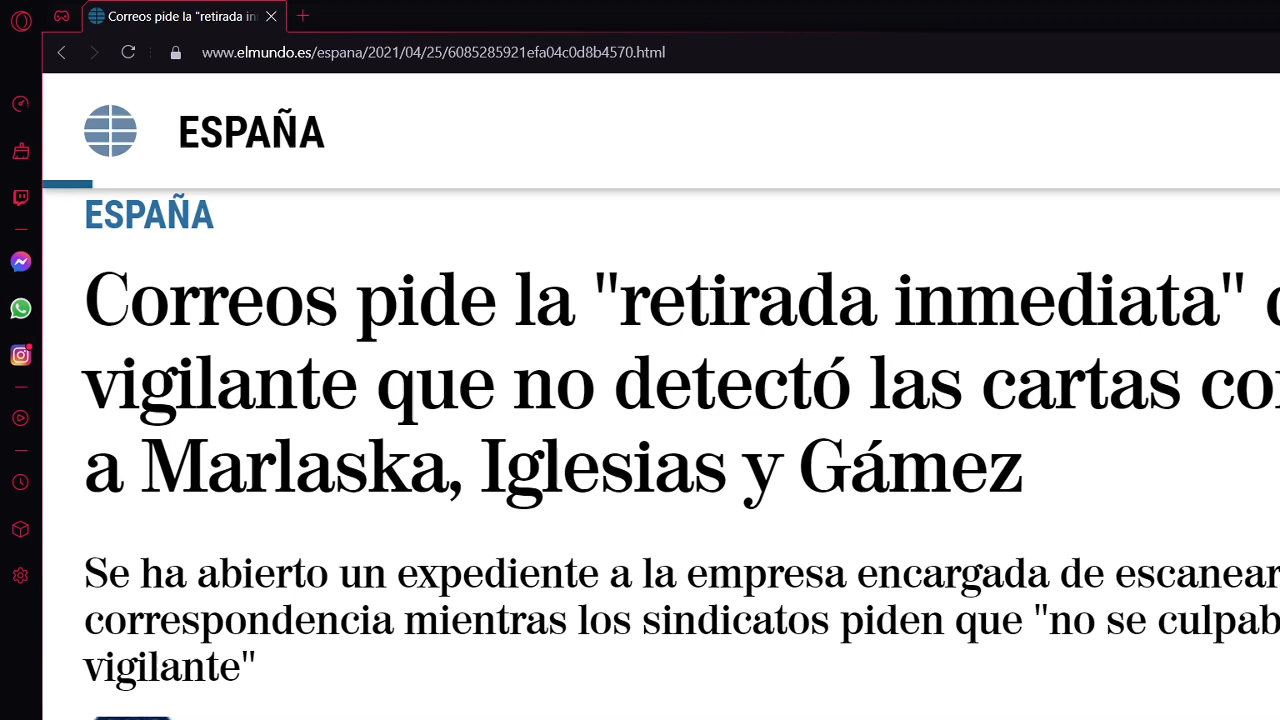 Correos pide la "retirada in
www.elmundo.es/espana/2021/04/25/6085285921efa04c0d8b4570.html
ESPAÑA
ESPAÑA
Correos pide la "retirada inmediata"
vigilante que no detectó las cartas
a Marlaska, Iglesias y Gámez
Se ha abierto un expediente a la empresa encargada de escanear
correspondencia mientras los sindicatos piden que "no se culpab
vigilante"